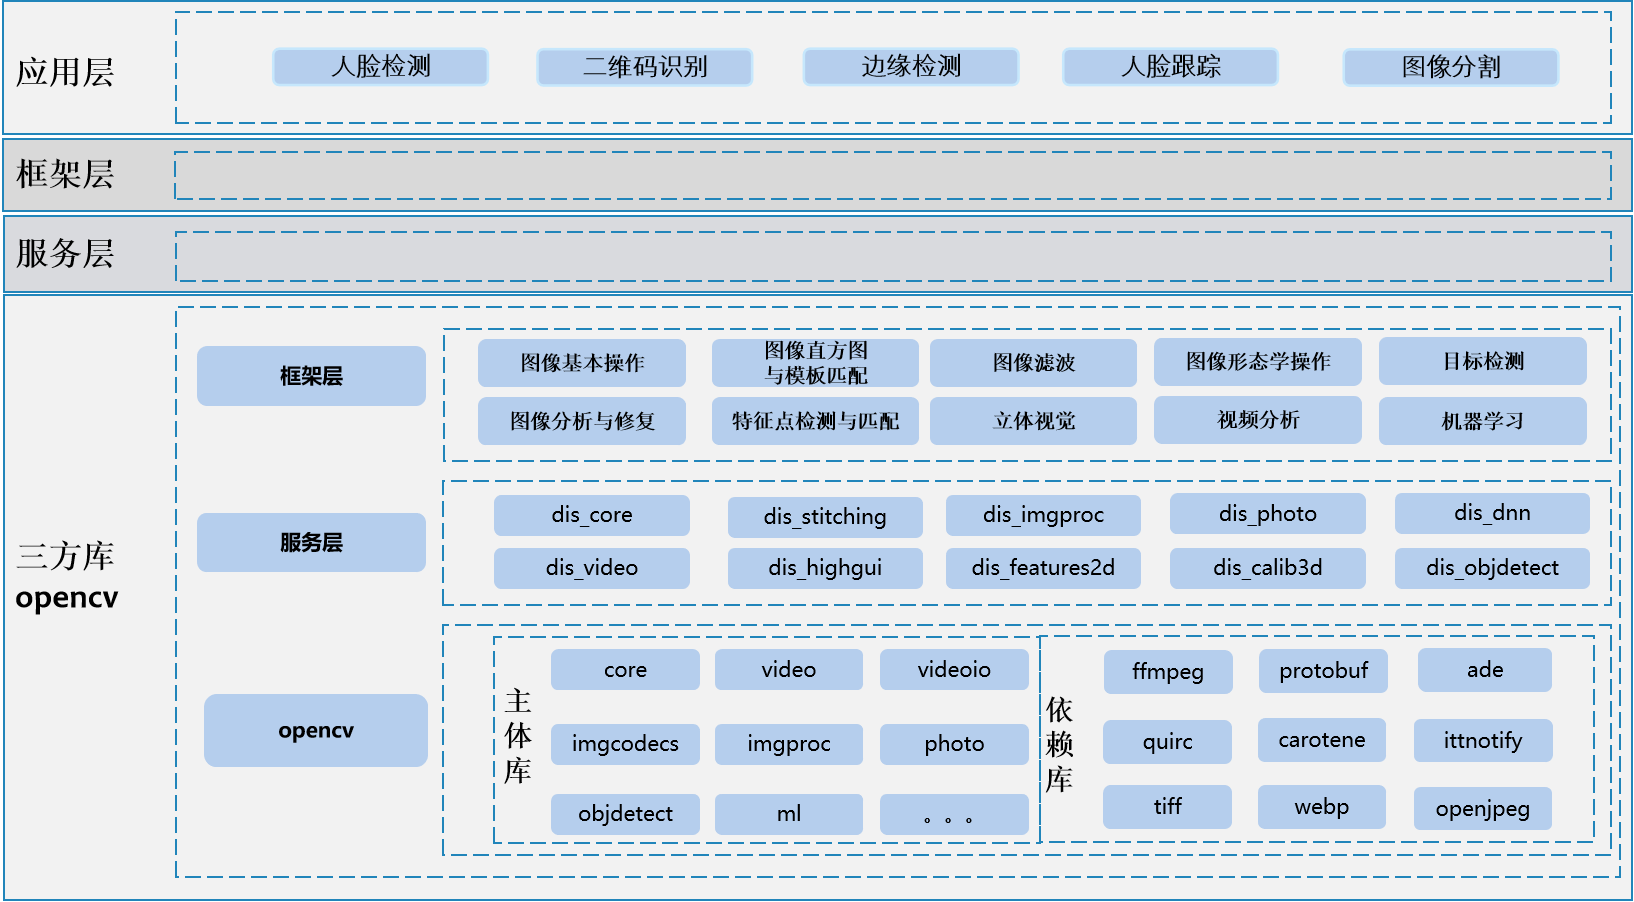 应用层
人脸检测
二维码识别
边缘检测
人脸跟踪
图像分割
框架层
服务层
三方库
opencv
框架层
图像基本操作
图像直方图
与模板匹配
图像滤波
图像形态学操作
目标检测
图像分析与修复
特征点检测与匹配
立体视觉
视频分析
机器学习
服务层
dis_core
dis_stitching
dis_imgproc
dis_photo
dis_dnn
dis_video
dis_highgui
dis_features2d
dis_calib3d
dis_objdetect
opencv
主
体
库
core
video
videoio
imgcodecs
imgproc
photo
objdetect
ml
。。。
依
赖
库
ffmpeg
protobuf
ade
quirc
carotene
ittnotify
tiff
webp
openjpeg